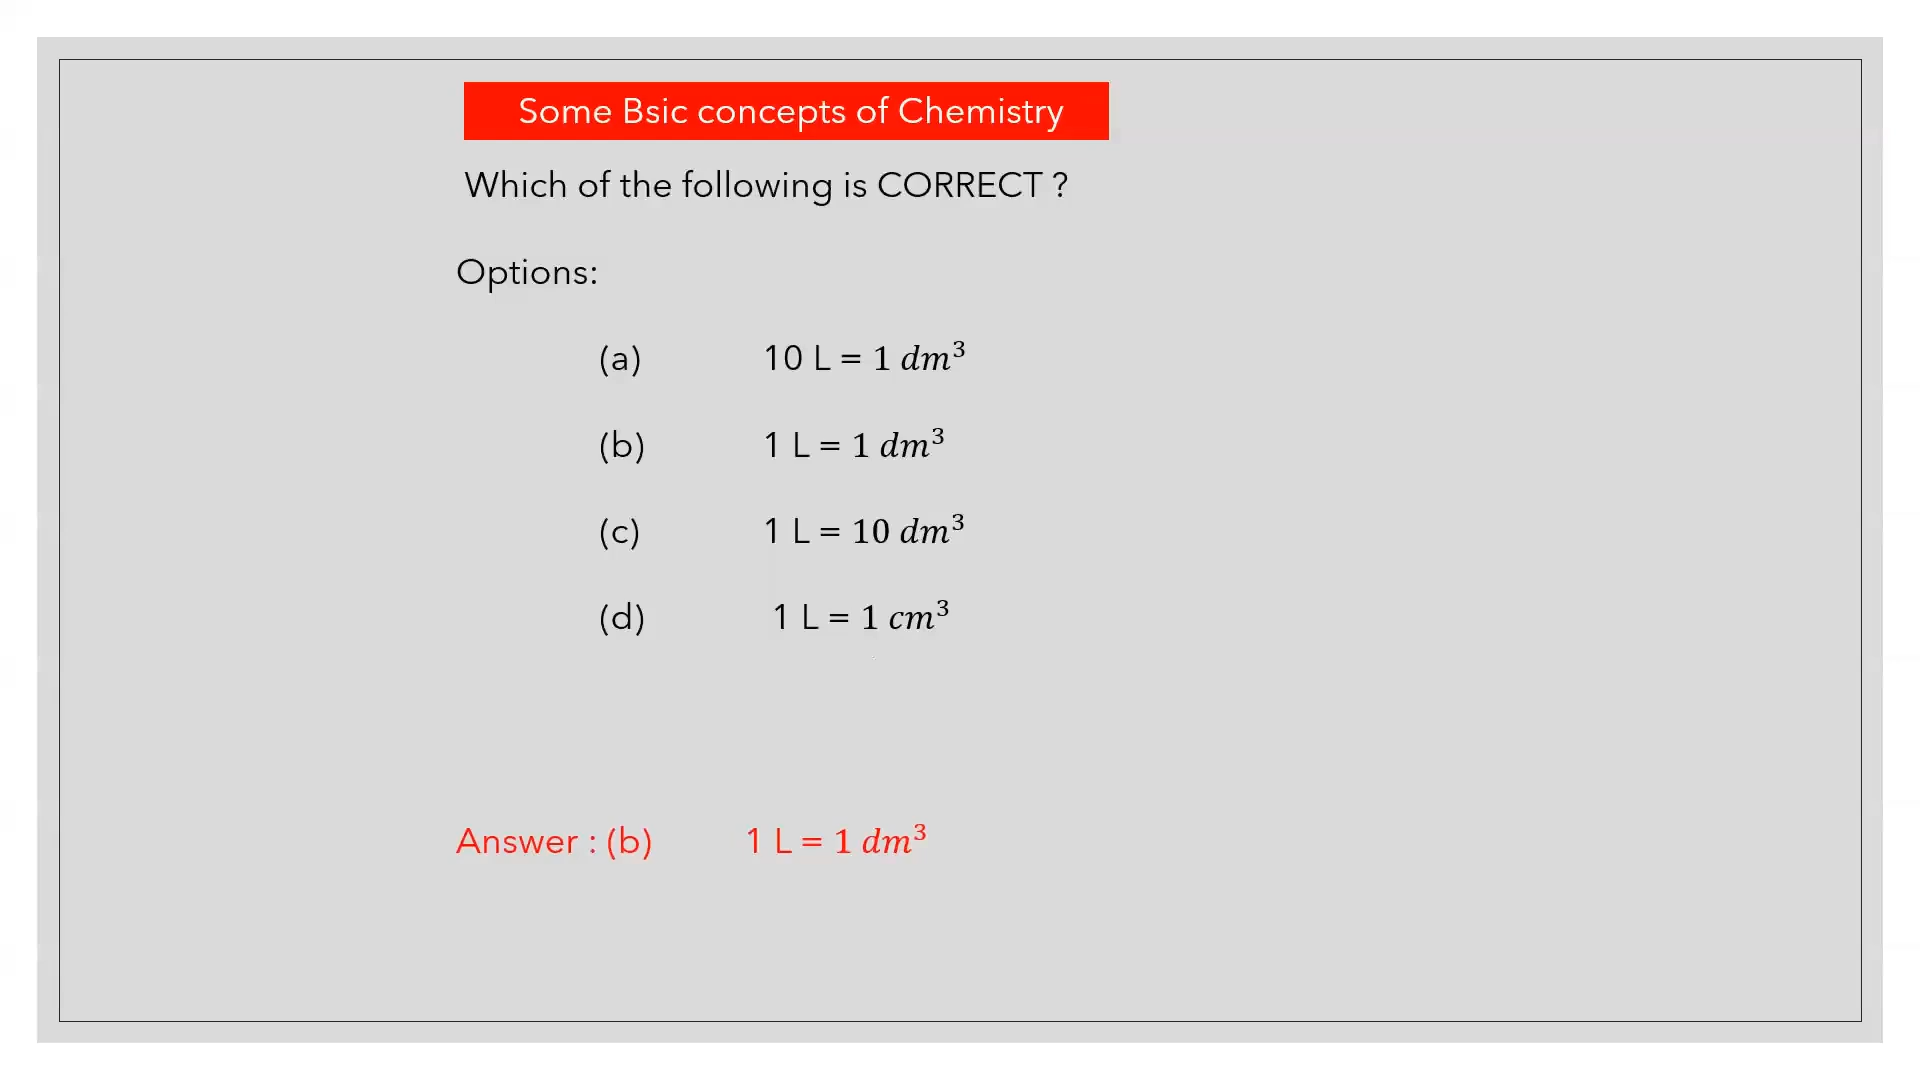 Some Bsic concepts of Chemistry
Which of the following is CORRECT ?
Options:
(a) 10 L = 1 dm³
(b) 1 L = 1 dm³
(c) 1 L = 10 dm³
(d) 1 L = 1 cm³
Answer : (b) 1 L = 1 dm³